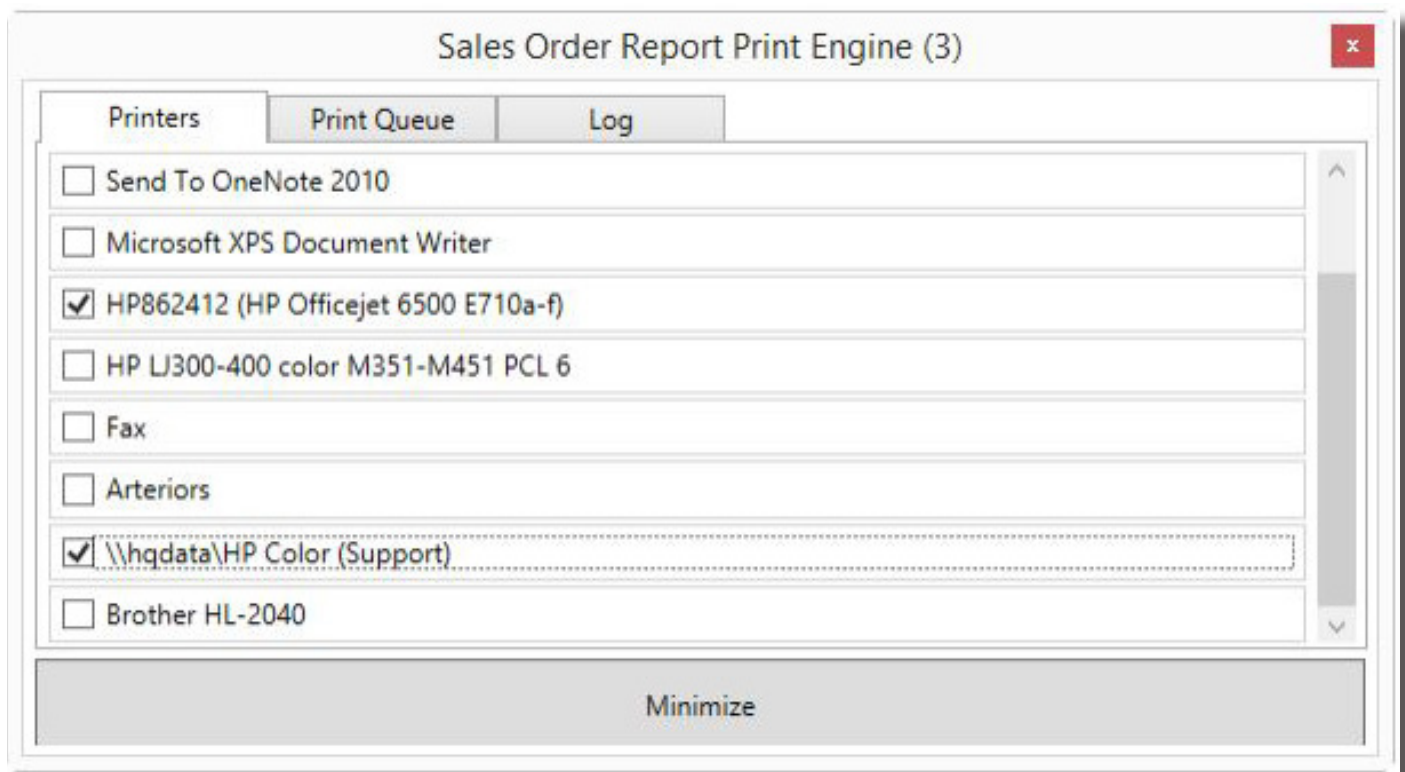 Sales Order Report Print Engine (3)
x
Printers Print Queue Log
Send To OneNote 2010
Microsoft XPS Document Writer
HP862412 (HP Officejet 6500 E710a-f)
HP LJ300-400 color M351-M451 PCL 6
Fax
Arteriors
\\hqdata\HP Color (Support)
Brother HL-2040
Minimize